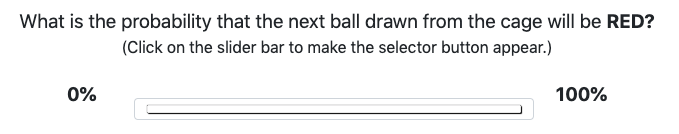 What is the probability that the next ball drawn from the cage will be RED?
(Click on the slider bar to make the selector button appear.)
0% 100%